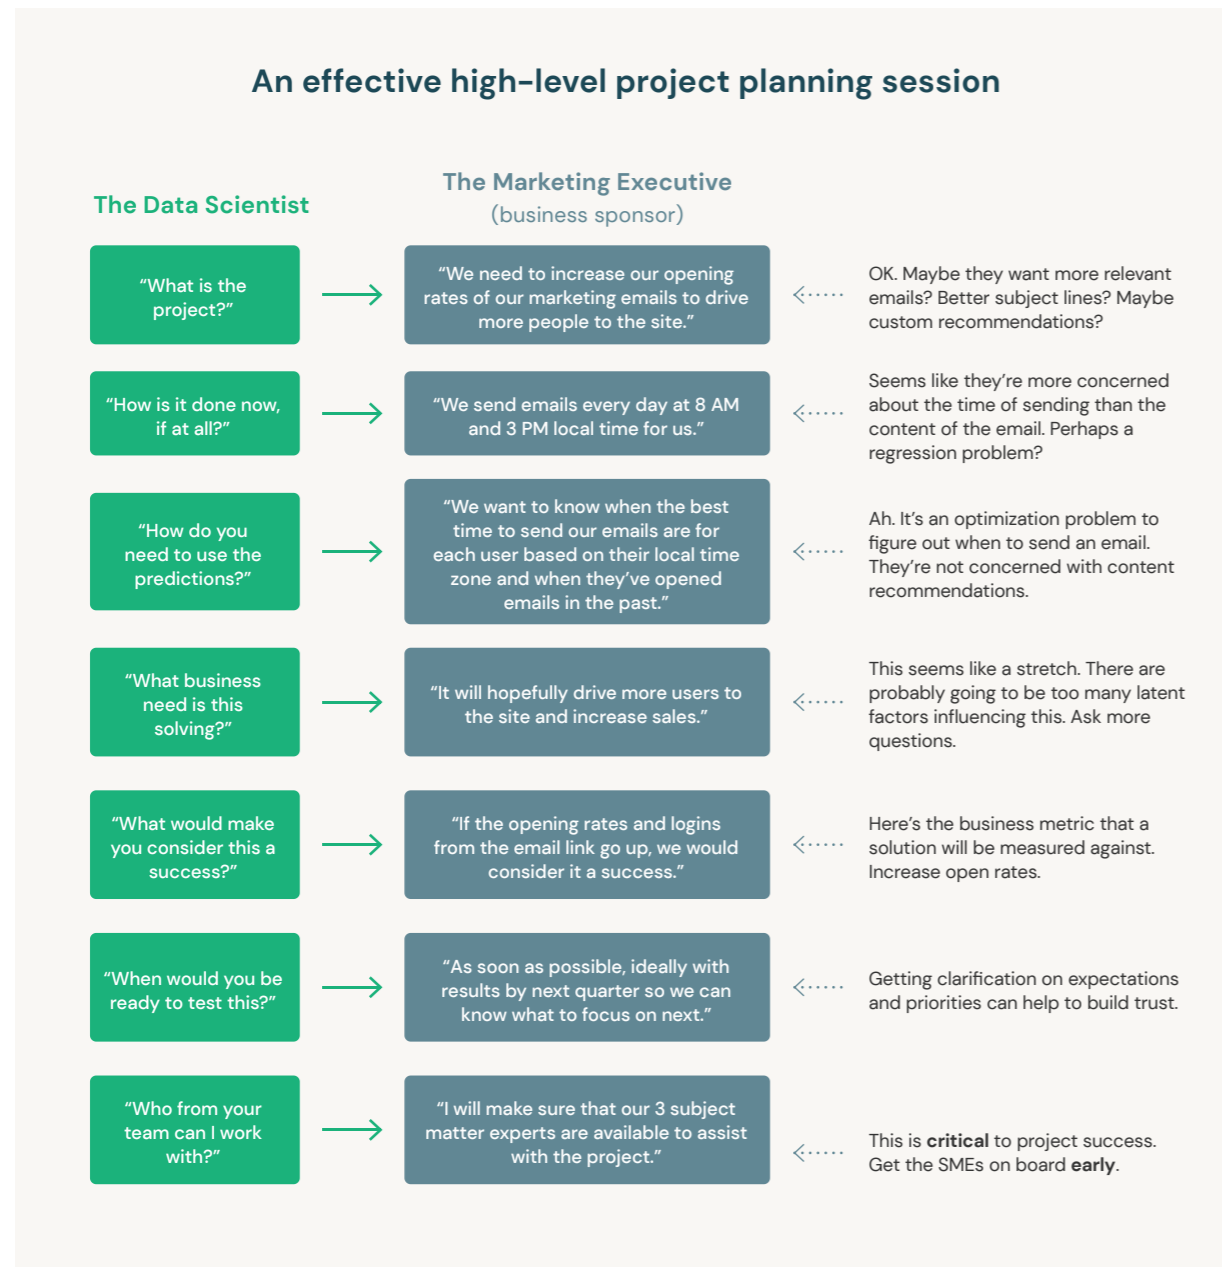 An effective high-level project planning session
The Data Scientist
The Marketing Executive
(business sponsor)
“What is the
project?”
“We need to increase our opening
rates of our marketing emails to drive
more people to the site.”
OK. Maybe they want more relevant
emails? Better subject lines? Maybe
custom recommendations?
“How is it done now,
if at all?”
“We send emails every day at 8 AM
and 3 PM local time for us.”
Seems like they’re more concerned
about the time of sending than the
content of the email. Perhaps a
regression problem?
“How do you
need to use the
predictions?”
“We want to know when the best
time to send our emails are for
each user based on their local time
zone and when they’ve opened
emails in the past.”
Ah. It’s an optimization problem to
figure out when to send an email.
They’re not concerned with content
recommendations.
“What business
need is this
solving?”
“It will hopefully drive more users to
the site and increase sales.”
This seems like a stretch. There are
probably going to be too many latent
factors influencing this. Ask more
questions.
“What would make
you consider this a
success?”
“If the opening rates and logins
from the email link go up, we would
consider it a success.”
Here’s the business metric that a
solution will be measured against.
Increase open rates.
“When would you be
ready to test this?”
“As soon as possible, ideally with
results by next quarter so we can
know what to focus on next.”
Getting clarification on expectations
and priorities can help to build trust.
“Who from your
team can I work
with?”
“I will make sure that our 3 subject
matter experts are available to assist
with the project.”
This is critical to project success.
Get the SMEs on board early.